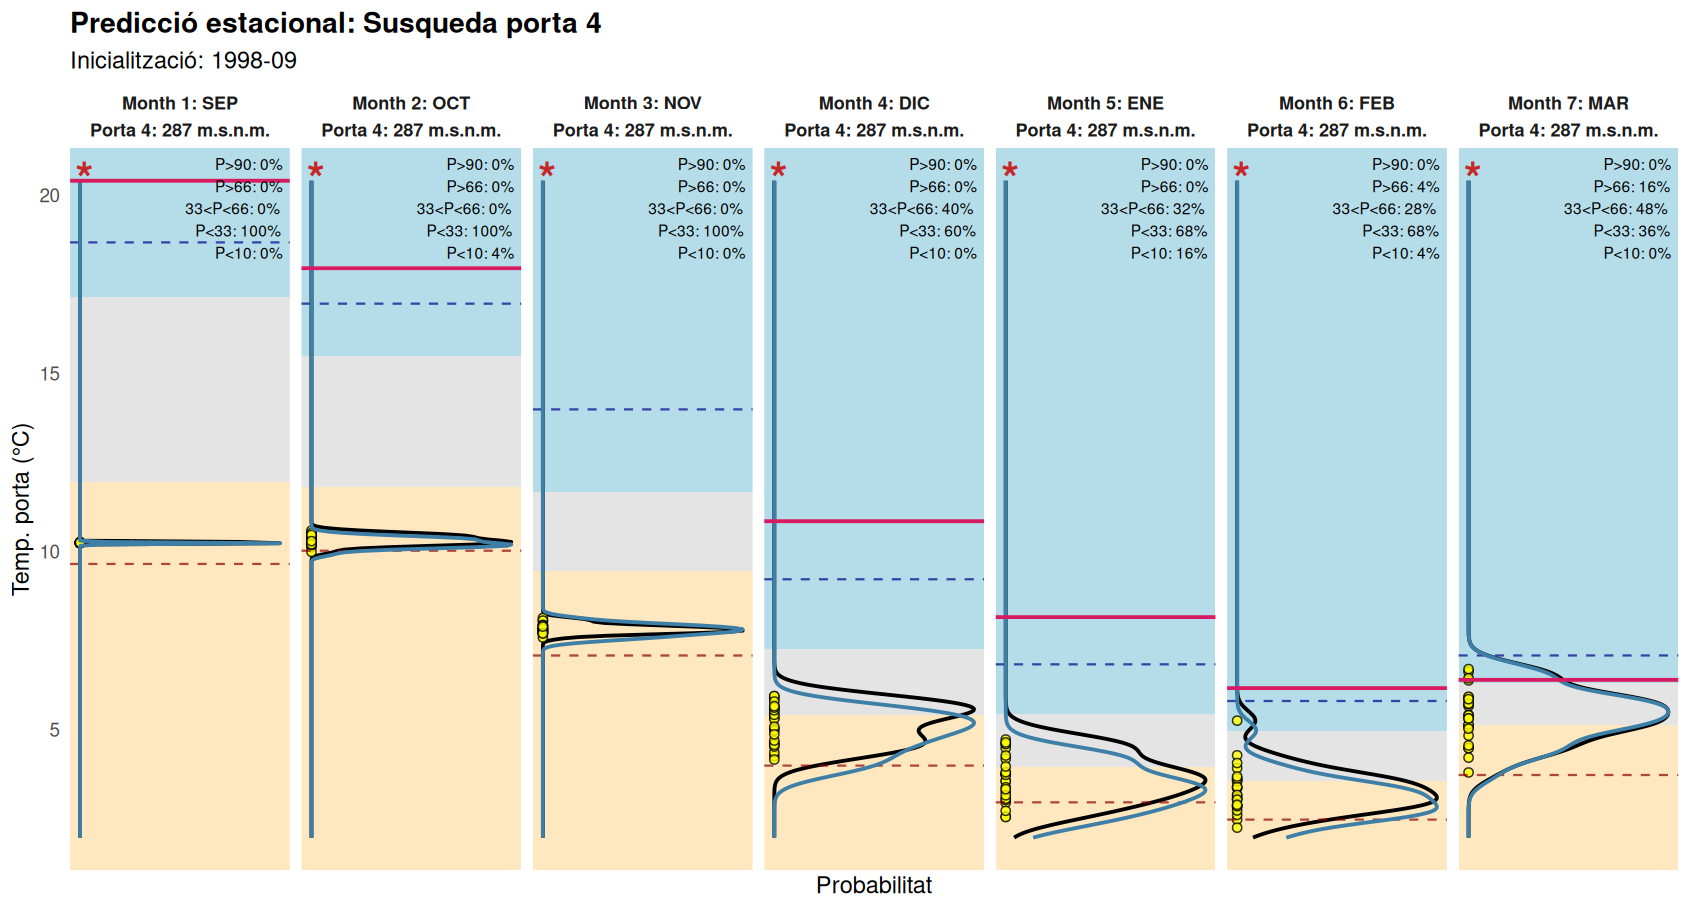 Predicció estacional: Susqueda porta 4
Inicialització: 1998-09
Month 1: SEP
Porta 4: 287 m.s.n.m.
*
P>90: 0%
P>66: 0%
33<P<66: 0%
P<33: 100%
P<10: 0%
Month 2: OCT
Porta 4: 287 m.s.n.m.
*
P>90: 0%
P>66: 0%
33<P<66: 0%
P<33: 100%
P<10: 4%
Month 3: NOV
Porta 4: 287 m.s.n.m.
*
P>90: 0%
P>66: 0%
33<P<66: 0%
P<33: 100%
P<10: 0%
Month 4: DIC
Porta 4: 287 m.s.n.m.
*
P>90: 0%
P>66: 0%
33<P<66: 40%
P<33: 60%
P<10: 0%
Month 5: ENE
Porta 4: 287 m.s.n.m.
*
P>90: 0%
P>66: 0%
33<P<66: 32%
P<33: 68%
P<10: 16%
Month 6: FEB
Porta 4: 287 m.s.n.m.
*
P>90: 0%
P>66: 4%
33<P<66: 28%
P<33: 68%
P<10: 4%
Month 7: MAR
Porta 4: 287 m.s.n.m.
*
P>90: 0%
P>66: 16%
33<P<66: 48%
P<33: 36%
P<10: 0%
20
15
10
5
Temp. porta (°C)
Probabilitat